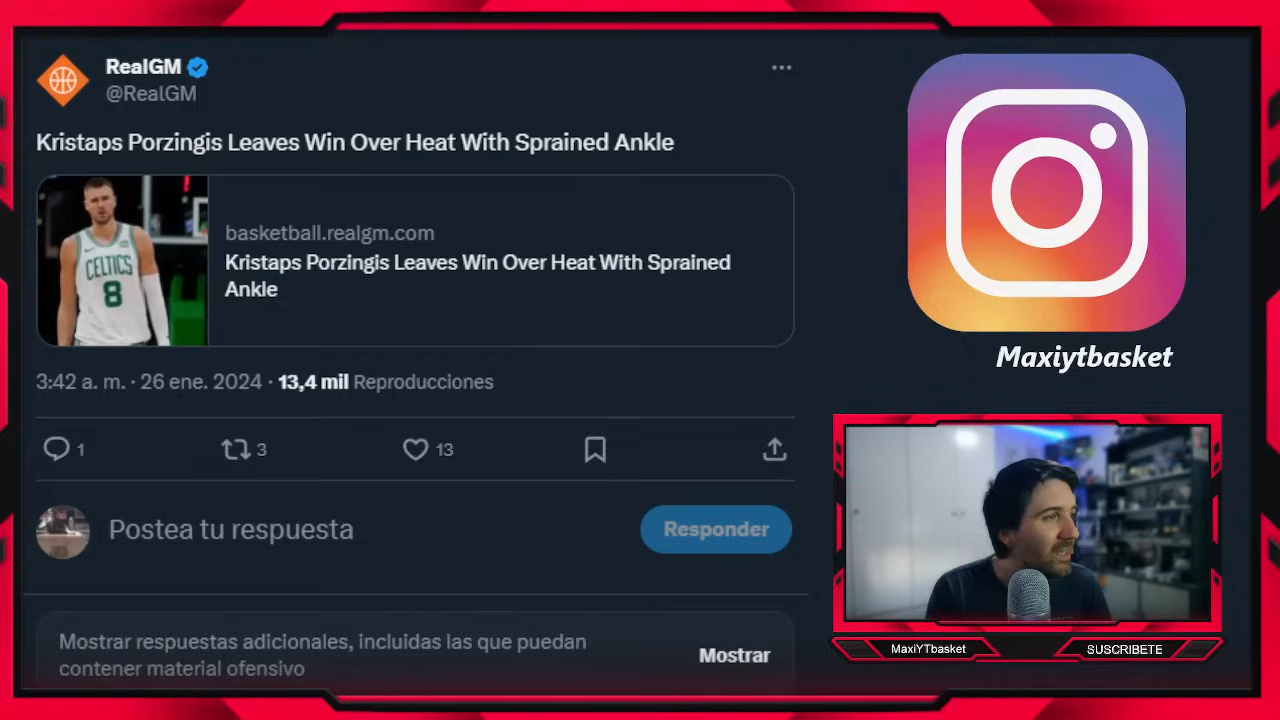 RealGM
@RealGM
Kristaps Porzingis Leaves Win Over Heat With Sprained Ankle
CELTICS
8
basketball.realgm.com
Kristaps Porzingis Leaves Win Over Heat With Sprained
Ankle
3:42 a. m. · 26 ene. 2024 · 13,4 mil Reproducciones
1
3
13
Postea tu respuesta
Responder
Mostrar respuestas adicionales, incluidas las que puedan
contener material ofensivo
Mostrar
Maxiytbasket
MaxiYTbasket
SUSCRIBETE